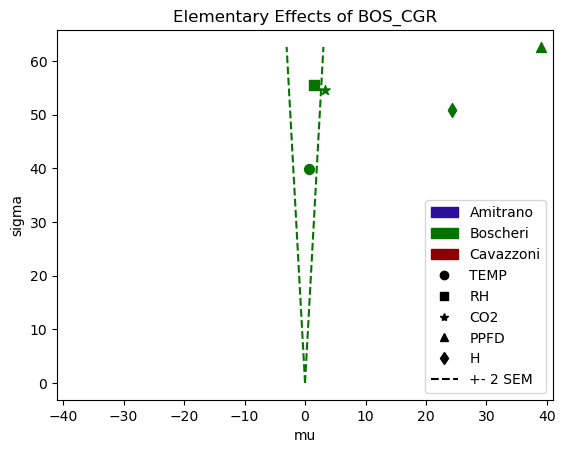 Elementary Effects of BOS_CGR
sigma
60
50
40
30
20
10
0
Amitrano
Boscheri
Cavazzoni
TEMP
RH
CO2
PPFD
H
+- 2 SEM
−40 −30 −20 −10 0 10 20 30 40
mu